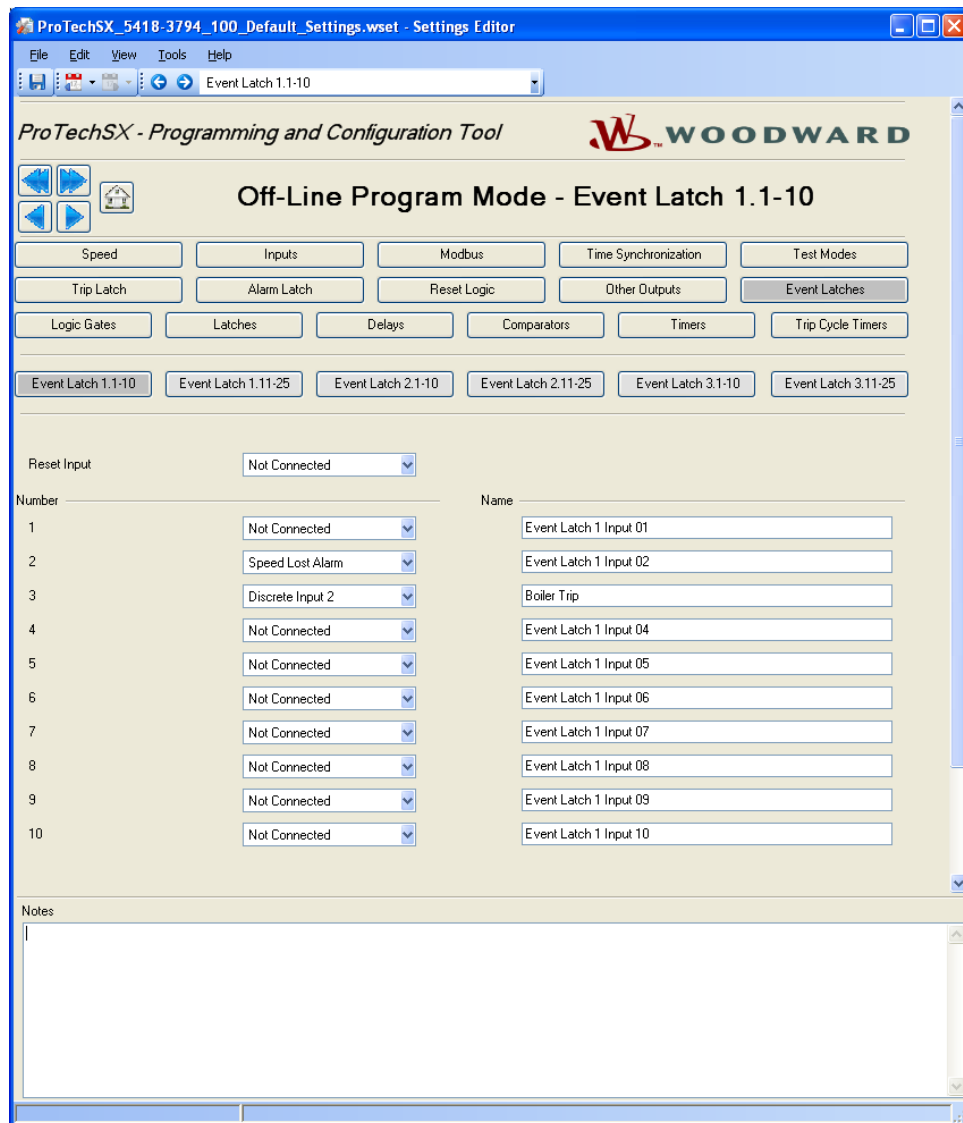 ProTechSX_5418-3794_100_Default_Settings.wset - Settings Editor
File Edit View Tools Help
Event Latch 1.1-10
ProTechSX - Programming and Configuration Tool
WOODWARD
Off-Line Program Mode - Event Latch 1.1-10
Speed Inputs Modbus Time Synchronization Test Modes
Trip Latch Alarm Latch Reset Logic Other Outputs Event Latches
Logic Gates Latches Delays Comparators Timers Trip Cycle Timers
Event Latch 1.1-10 Event Latch 1.11-25 Event Latch 2.1-10 Event Latch 2.11-25 Event Latch 3.1-10 Event Latch 3.11-25
Reset Input Not Connected
Number Name
1 Not Connected Event Latch 1 Input 01
2 Speed Lost Alarm Event Latch 1 Input 02
3 Discrete Input 2 Boiler Trip
4 Not Connected Event Latch 1 Input 04
5 Not Connected Event Latch 1 Input 05
6 Not Connected Event Latch 1 Input 06
7 Not Connected Event Latch 1 Input 07
8 Not Connected Event Latch 1 Input 08
9 Not Connected Event Latch 1 Input 09
10 Not Connected Event Latch 1 Input 10
Notes